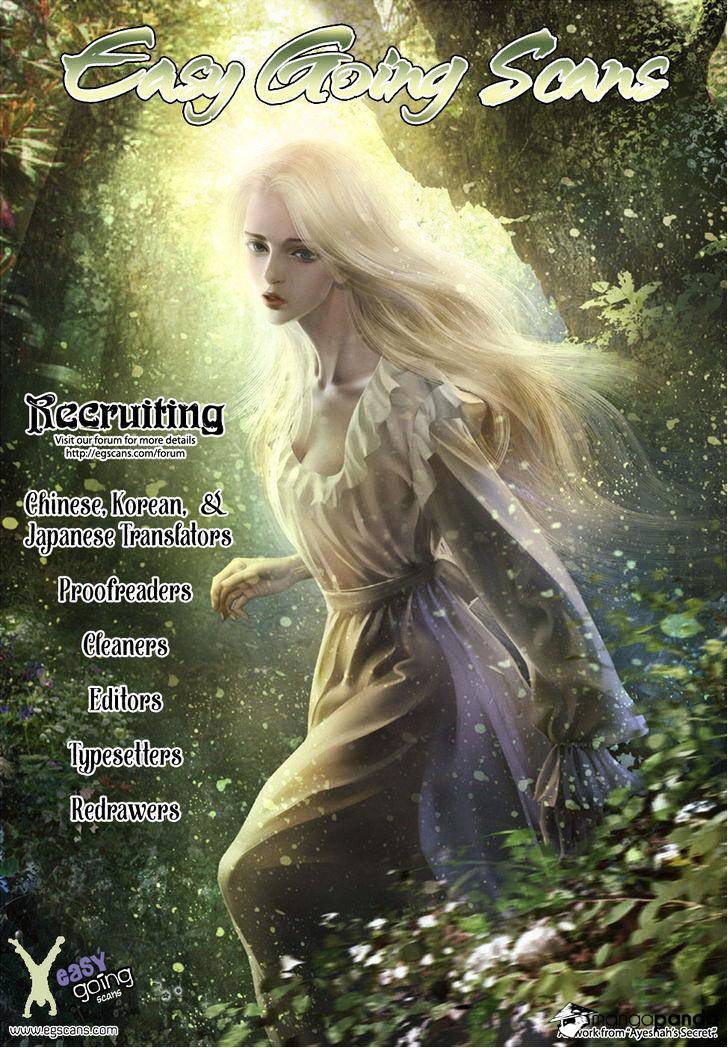 Easy Going Scans
Recruiting
Visit our forum for more details
http://egscans.com/forum
Chinese, Korean, &
Japanese Translators
Proofreaders
Cleaners
Editors
Typesetters
Redrawers
easy
going
scans
www.egscans.com
mangapanda
work from "Ayeshah's Secret".